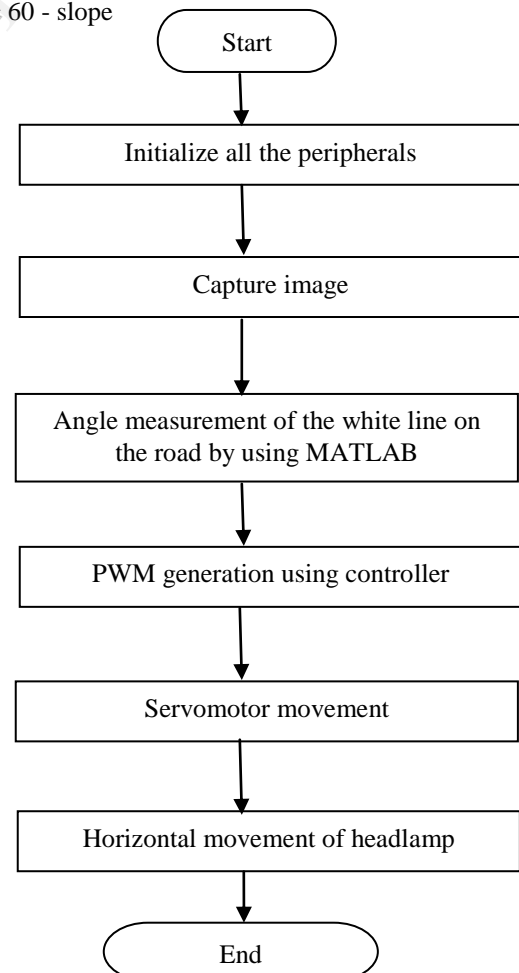 60 - slope
Start
Initialize all the peripherals
Capture image
Angle measurement of the white line on
the road by using MATLAB
PWM generation using controller
Servomotor movement
Horizontal movement of headlamp
End